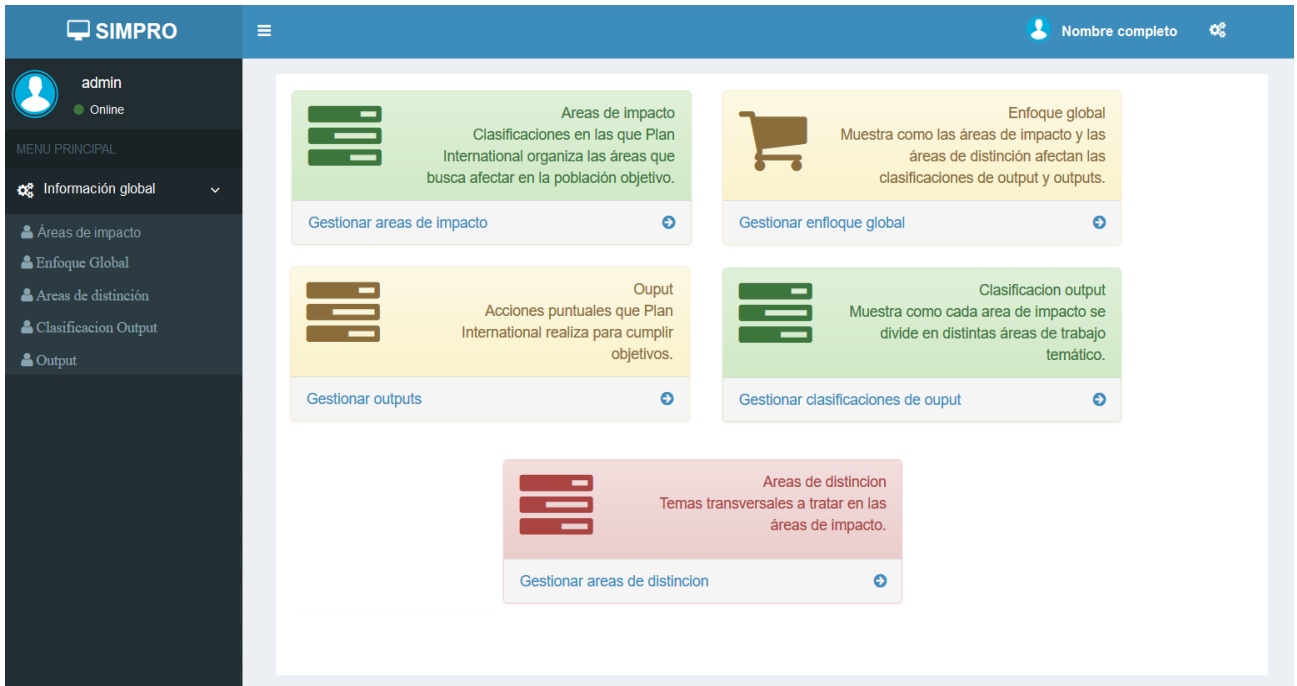 SIMPRO
Nombre completo
admin
Online
MENU PRINCIPAL
Información global
Áreas de impacto
Enfoque Global
Areas de distinción
Clasificacion Output
Output
Areas de impacto
Clasificaciones en las que Plan
International organiza las áreas que
busca afectar en la población objetivo.
Gestionar areas de impacto
Enfoque global
Muestra como las áreas de impacto y las
áreas de distinción afectan las
clasificaciones de output y outputs.
Gestionar enfloque global
Ouput
Acciones puntuales que Plan
International realiza para cumplir
objetivos.
Gestionar outputs
Clasificacion output
Muestra como cada area de impacto se
divide en distintas áreas de trabajo
temático.
Gestionar clasificaciones de ouput
Areas de distincion
Temas transversales a tratar en las
áreas de impacto.
Gestionar areas de distincion